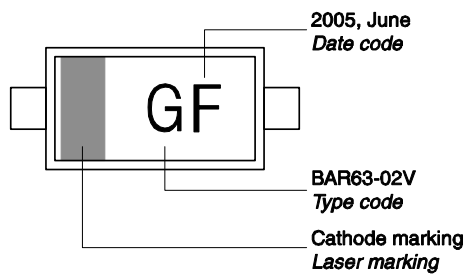 2005, June
Date code
GF
BAR63-02V
Type code
Cathode marking
Laser marking